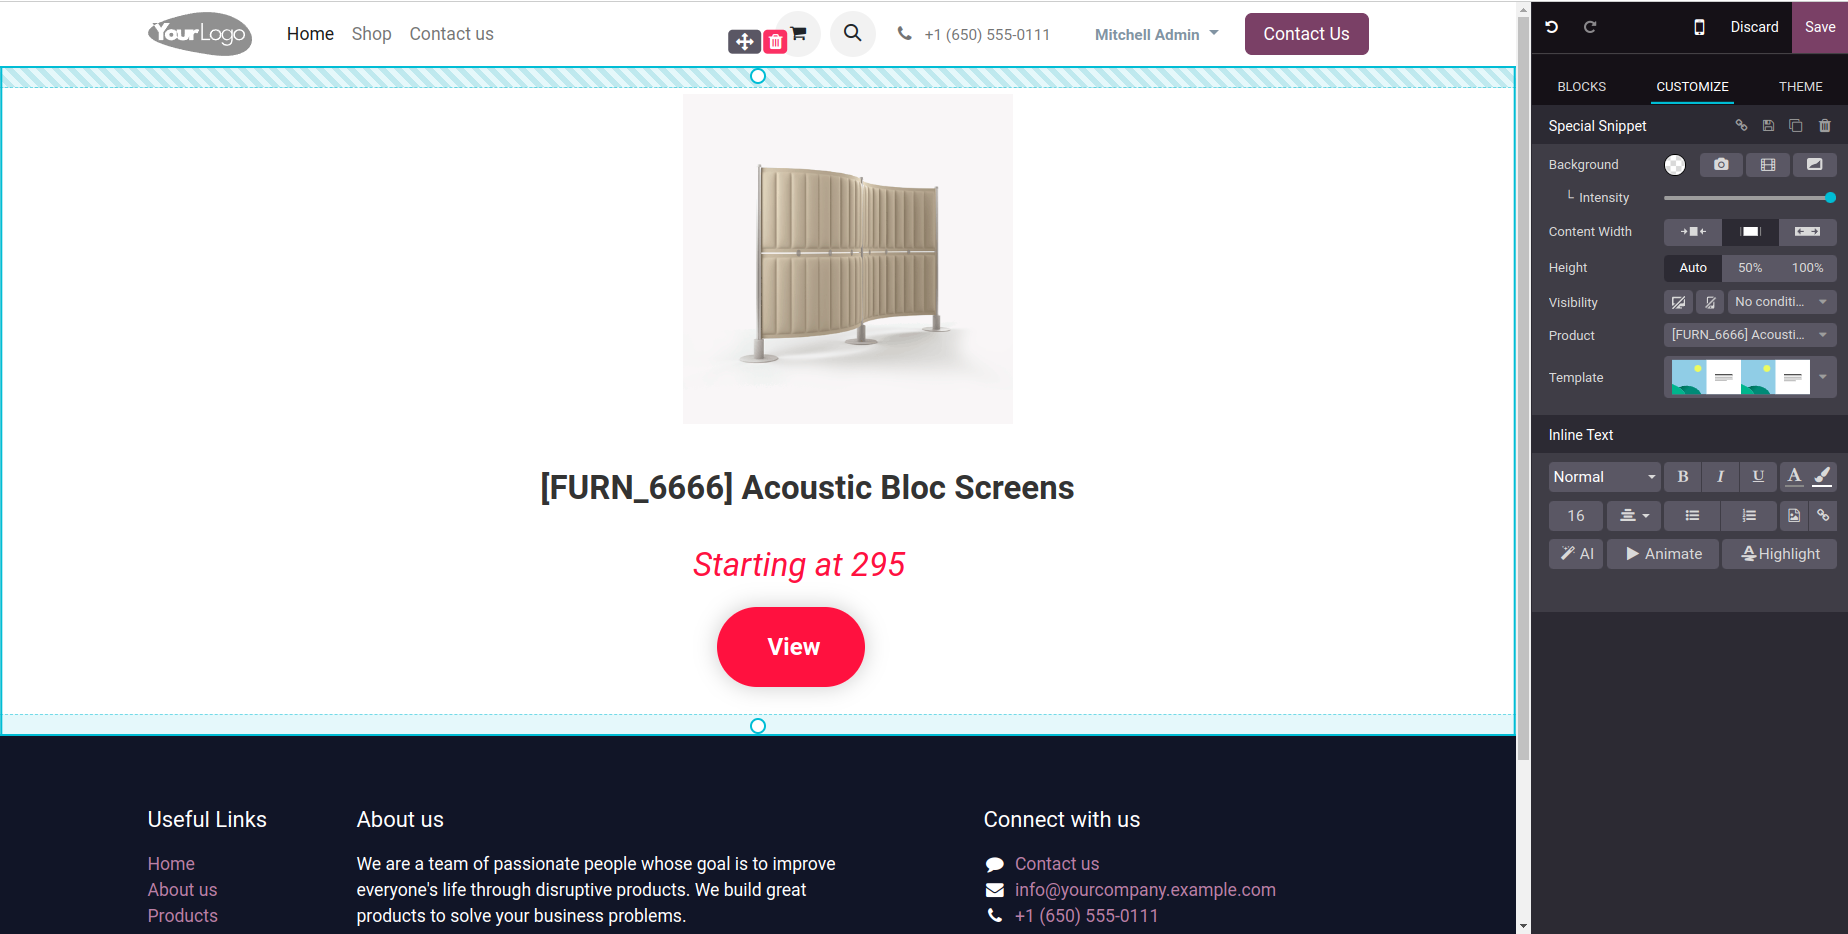 YourLogo
Home
Shop
Contact us
+1 (650) 555-0111
Mitchell Admin
Contact Us
Discard
Save
BLOCKS
CUSTOMIZE
THEME
Special Snippet
Background
Intensity
Content Width
Height
Auto
50%
100%
Visibility
No conditi...
Product
[FURN_6666] Acousti...
Template
Inline Text
Normal
B
I
U
A
16
AI
Animate
Highlight
[FURN_6666] Acoustic Bloc Screens
Starting at 295
View
Useful Links
Home
About us
Products
About us
We are a team of passionate people whose goal is to improve
everyone's life through disruptive products. We build great
products to solve your business problems.
Connect with us
Contact us
info@yourcompany.example.com
+1 (650) 555-0111